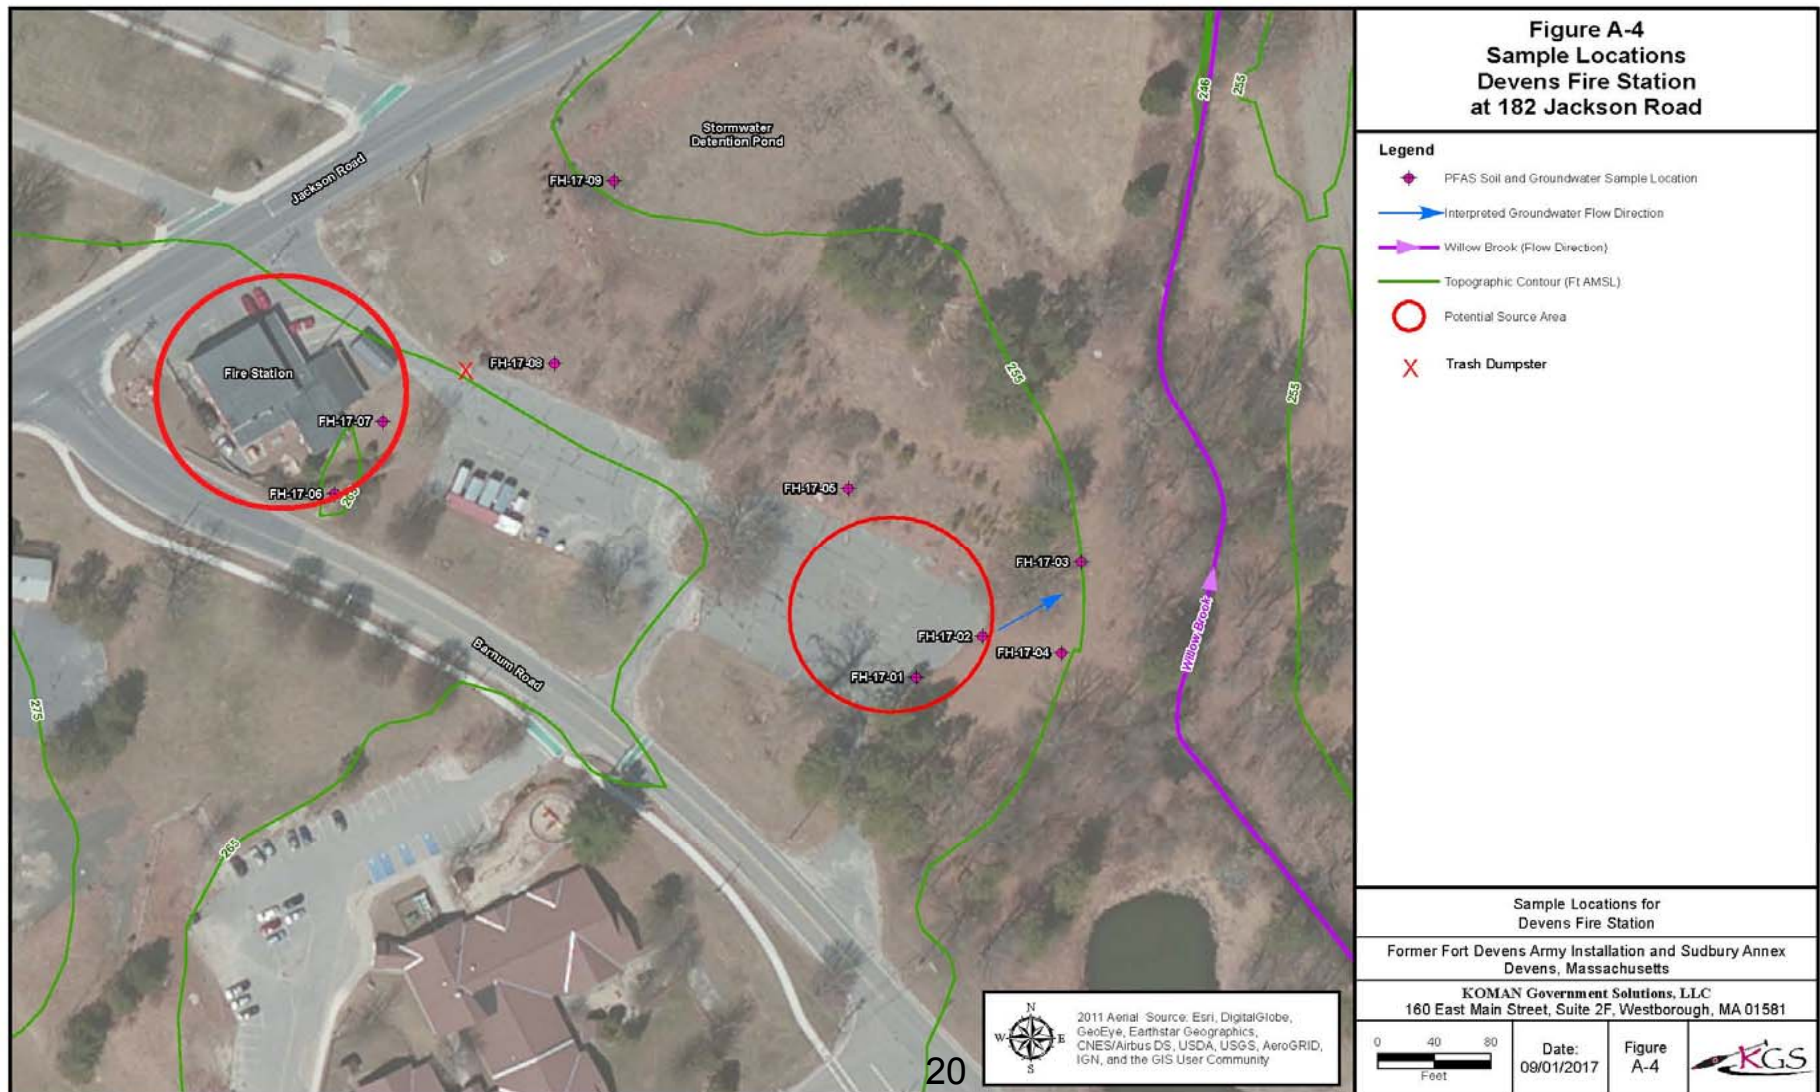 Figure A-4
Sample Locations
Devens Fire Station
at 182 Jackson Road
Legend
PFAS Soil and Groundwater Sample Location
Interpreted Groundwater Flow Direction
Willow Brook (Flow Direction)
Topographic Contour (Ft AMSL)
Potential Source Area
X Trash Dumpster
Stormwater
Detention Pond
246
255
Jackson Road
FH-17-09
FH-17-08
X
Fire Station
FH-17-07
FH-17-06
265
255
255
FH-17-05
FH-17-03
FH-17-02
FH-17-04
FH-17-01
Willow Brook
Barnum Road
275
265
N
W E
S
2011 Aerial Source: Esri, DigitalGlobe,
GeoEye, Earthstar Geographics,
CNES/Airbus DS, USDA, USGS, AeroGRID,
IGN, and the GIS User Community
20
Sample Locations for
Devens Fire Station
Former Fort Devens Army Installation and Sudbury Annex
Devens, Massachusetts
KOMAN Government Solutions, LLC
160 East Main Street, Suite 2F, Westborough, MA 01581
0 40 80
Feet
Date:
09/01/2017
Figure
A-4
KGS